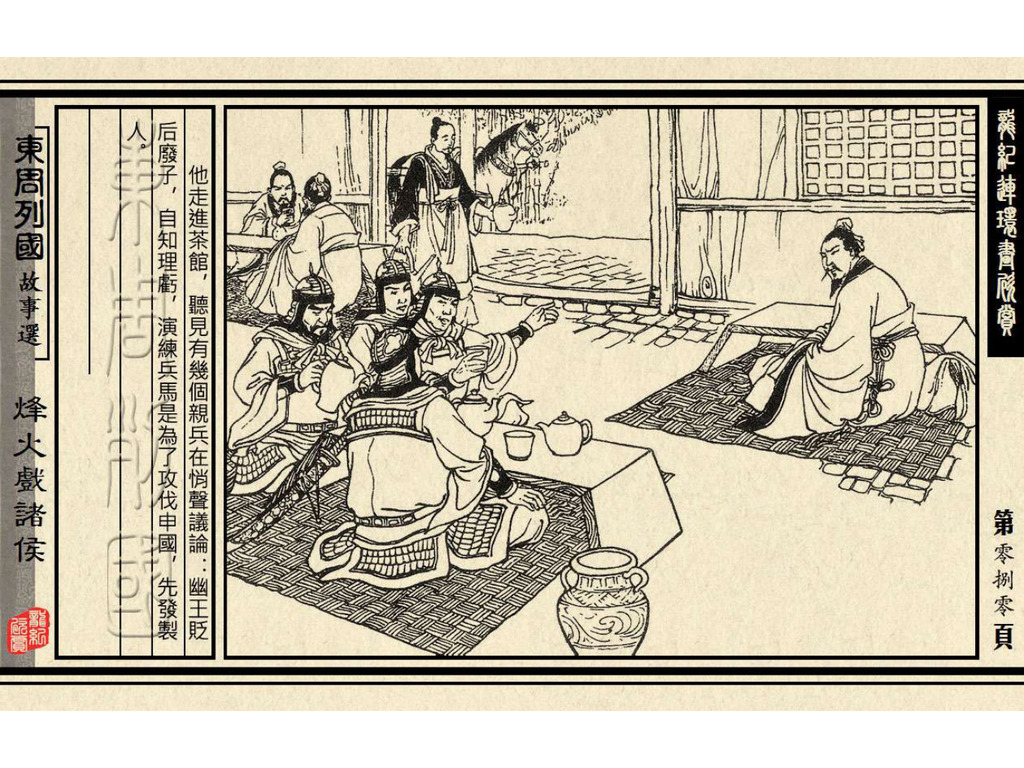 龍紀連環畫欣賞
第零捌零頁
他走進茶館，聽見有幾個親兵在悄聲議論：幽王貶
后廢子，自知理虧，演練兵馬是為了攻伐申國，先發製
人。
東周列國故事選
烽火戲諸侯